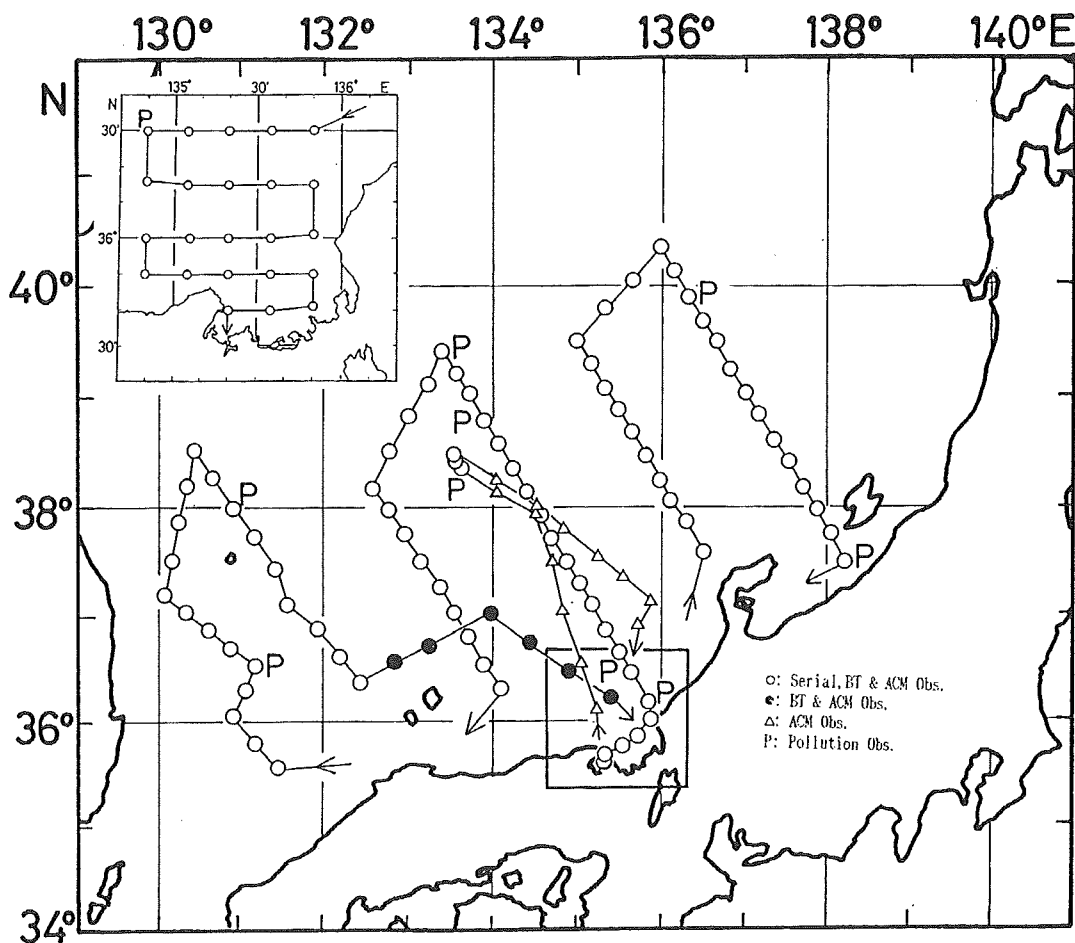 130° 132° 134° 136° 138° 140°E
N
N 135° 30′ 136° E
P
30′
36°
30′
40°
P
P
P
P
38°
P
P
P
P
P
36°
34°
○: Serial, BT & ACM Obs.
●: BT & ACM Obs.
△: ACM Obs.
P: Pollution Obs.